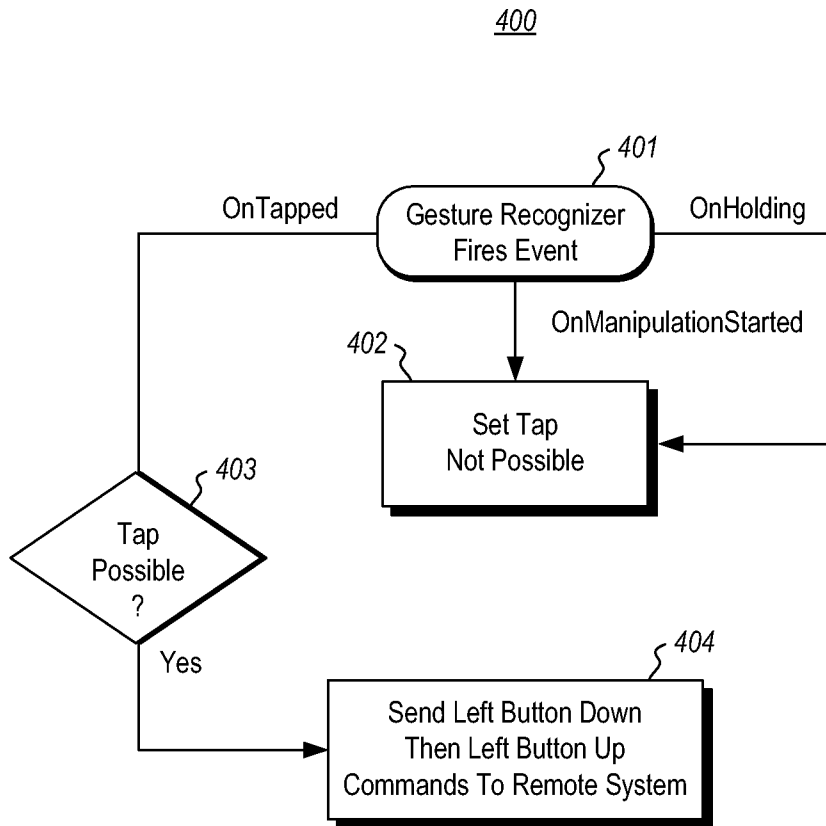 400
401
OnTapped
Gesture Recognizer
Fires Event
OnHolding
OnManipulationStarted
402
Set Tap
Not Possible
403
Tap
Possible
?
Yes
404
Send Left Button Down
Then Left Button Up
Commands To Remote System